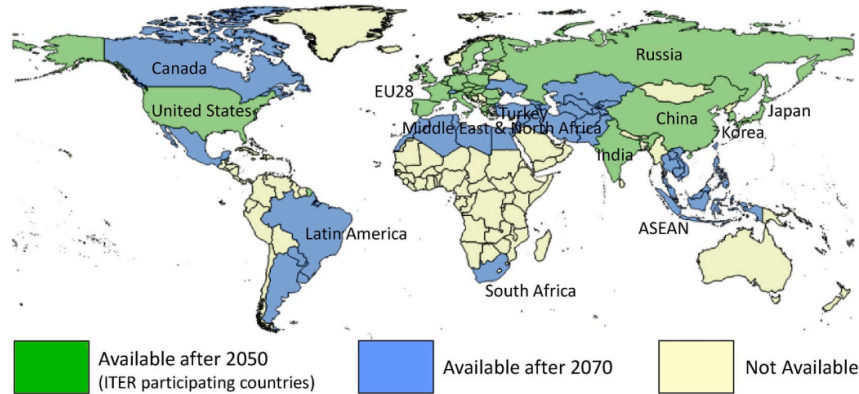 Canada
Russia
EU28
United States
Turkey
Japan
China
Middle East & North Africa
Korea
India
Latin America
ASEAN
South Africa
Available after 2050
(ITER participating countries)
Available after 2070
Not Available